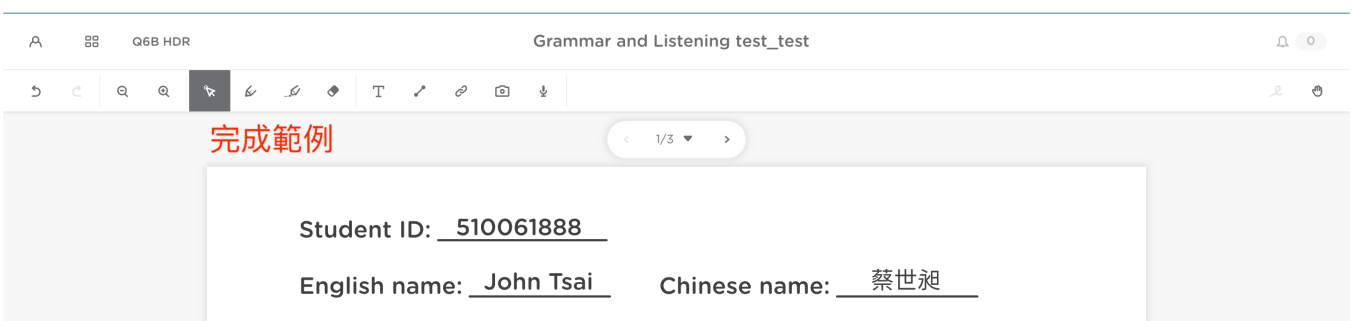 Q6B HDR Grammar and Listening test_test 0
T
完成範例 1/3
Student ID: 510061888
English name: John Tsai Chinese name: 蔡世昶